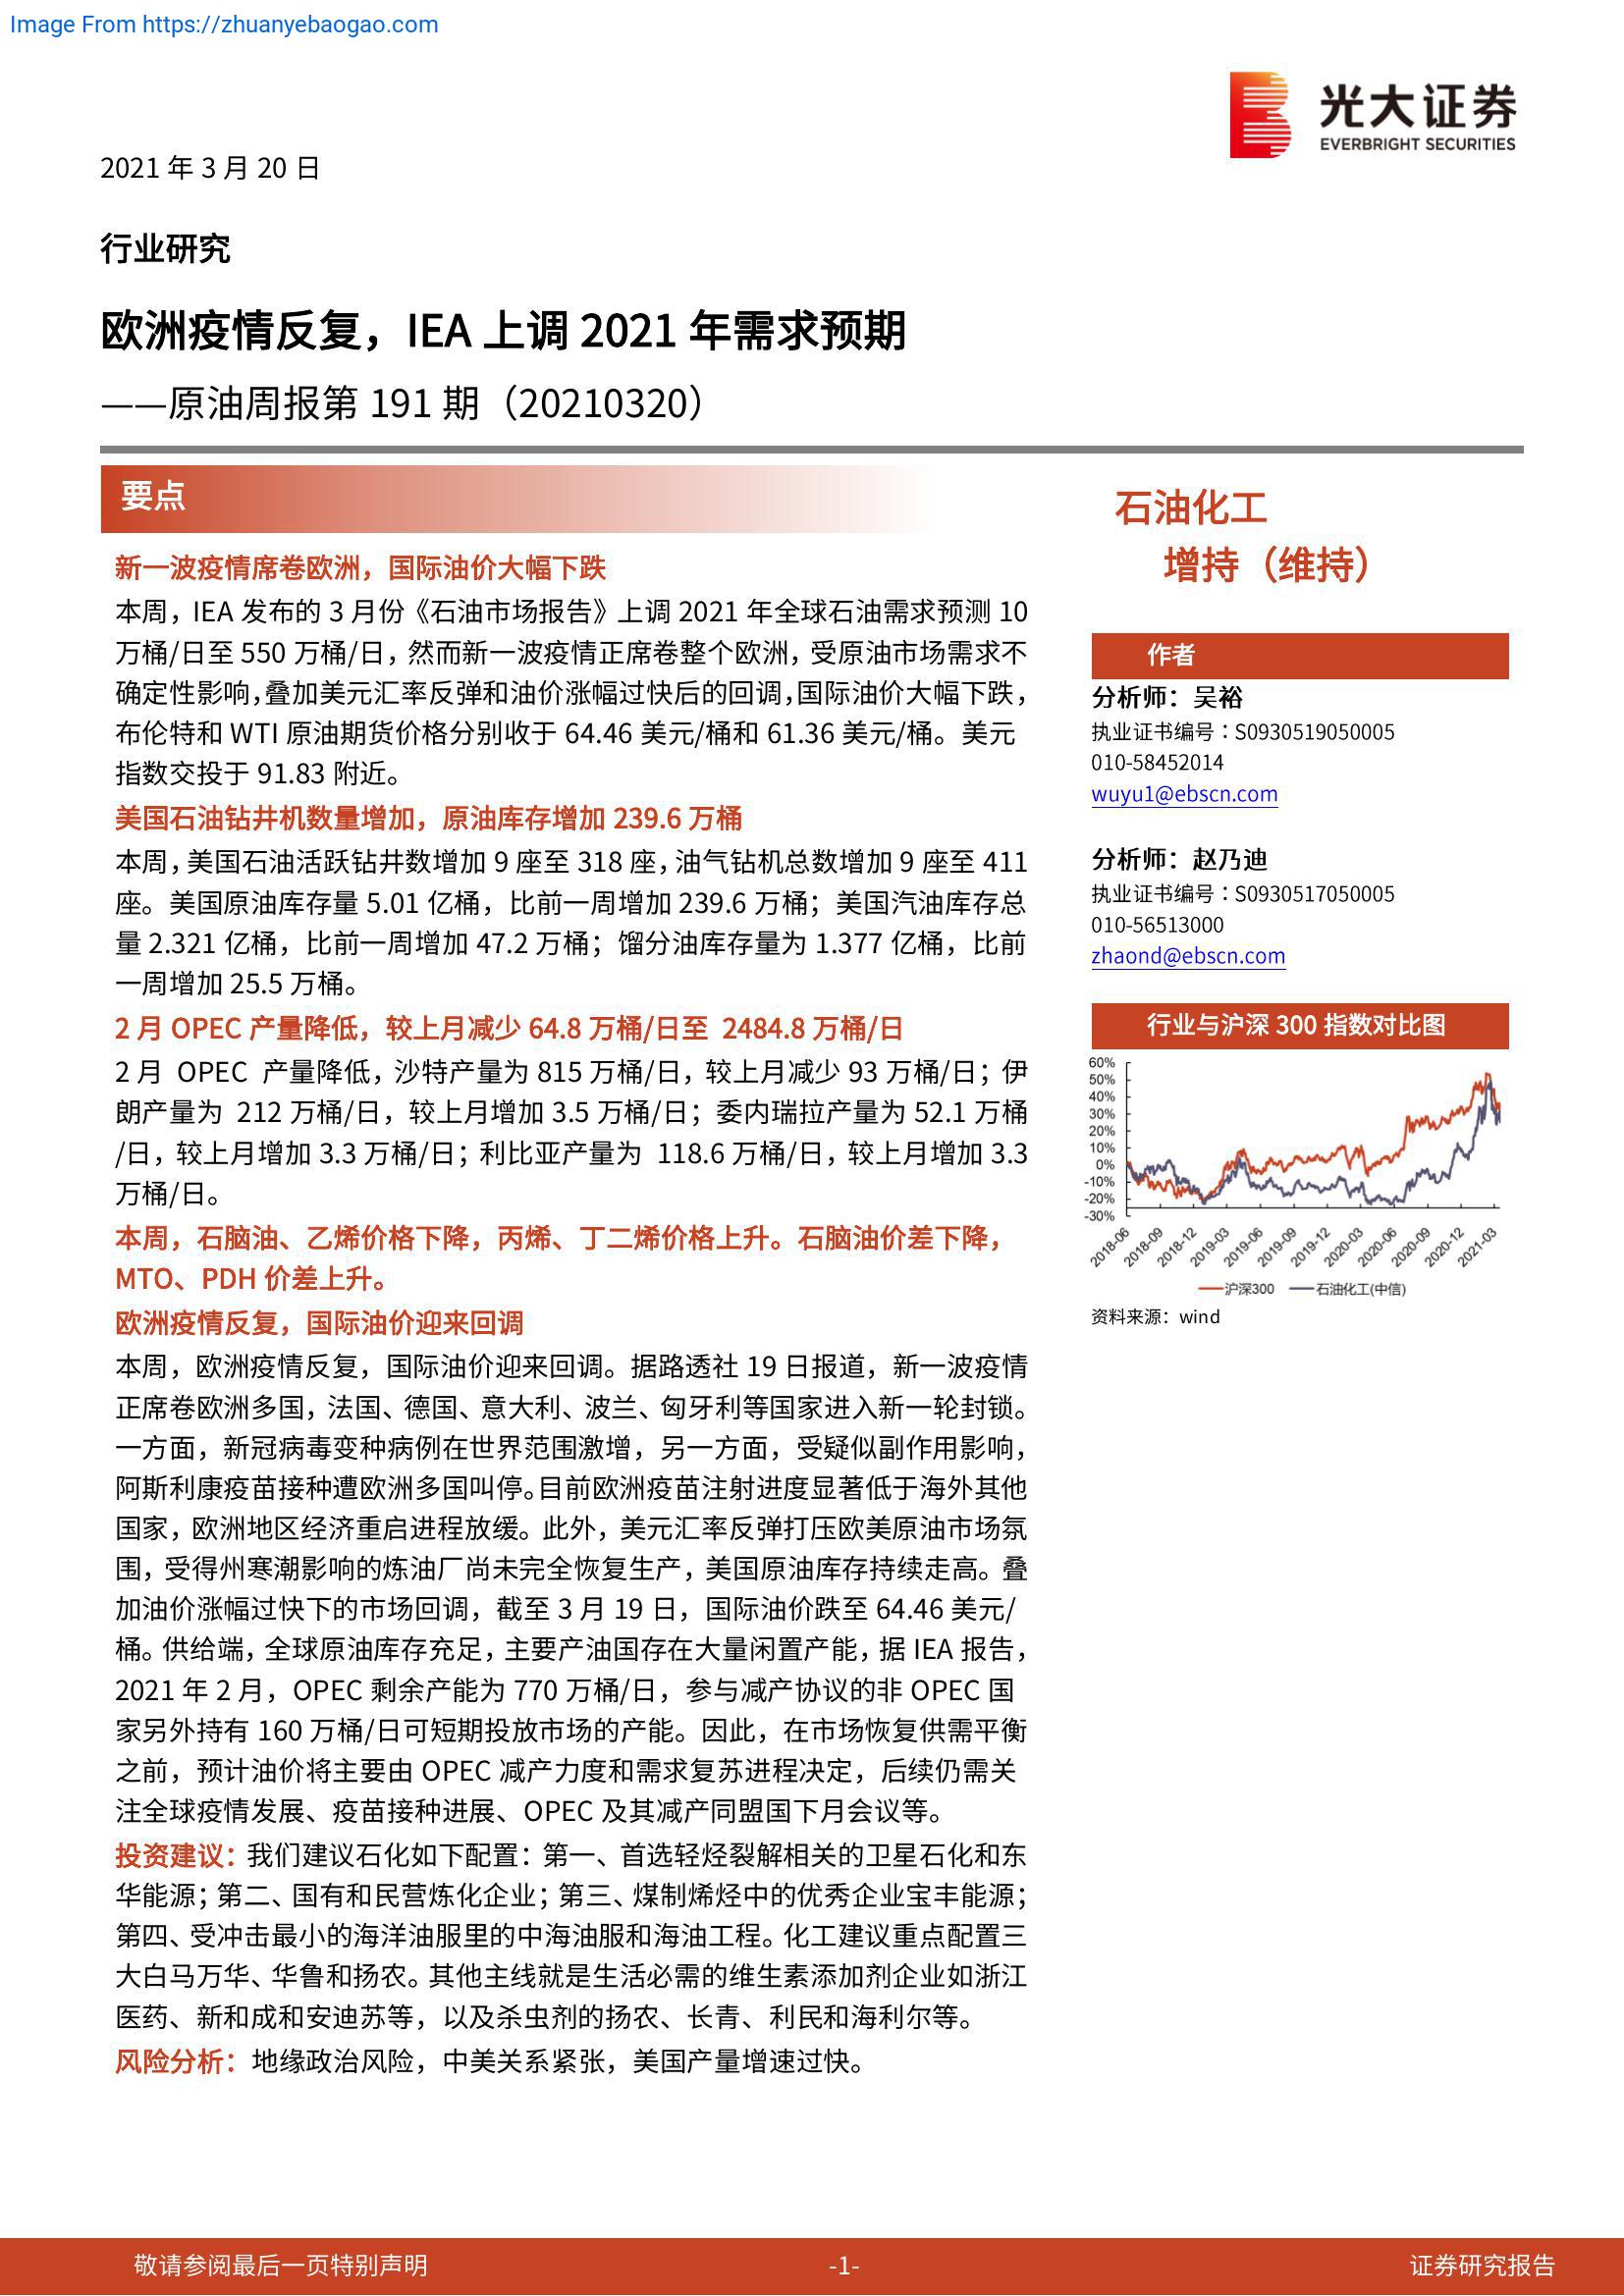 Image From https://zhuanyebaogao.com
光大证券
EVERBRIGHT SECURITIES
2021 年 3 月 20 日
行业研究
欧洲疫情反复，IEA 上调 2021 年需求预期
——原油周报第 191 期（20210320）
要点
新一波疫情席卷欧洲，国际油价大幅下跌
本周，IEA 发布的 3 月份《石油市场报告》上调 2021 年全球石油需求预测 10
万桶/日至 550 万桶/日，然而新一波疫情正席卷整个欧洲，受原油市场需求不
确定性影响，叠加美元汇率反弹和油价涨幅过快后的回调，国际油价大幅下跌，
布伦特和 WTI 原油期货价格分别收于 64.46 美元/桶和 61.36 美元/桶。美元
指数交投于 91.83 附近。
美国石油钻井机数量增加，原油库存增加 239.6 万桶
本周，美国石油活跃钻井数增加 9 座至 318 座，油气钻机总数增加 9 座至 411
座。美国原油库存量 5.01 亿桶，比前一周增加 239.6 万桶；美国汽油库存总
量 2.321 亿桶，比前一周增加 47.2 万桶；馏分油库存量为 1.377 亿桶，比前
一周增加 25.5 万桶。
2 月 OPEC 产量降低，较上月减少 64.8 万桶/日至 2484.8 万桶/日
2 月 OPEC 产量降低，沙特产量为 815 万桶/日，较上月减少 93 万桶/日；伊
朗产量为 212 万桶/日，较上月增加 3.5 万桶/日；委内瑞拉产量为 52.1 万桶
/日，较上月增加 3.3 万桶/日；利比亚产量为 118.6 万桶/日，较上月增加 3.3
万桶/日。
本周，石脑油、乙烯价格下降，丙烯、丁二烯价格上升。石脑油价差下降，
MTO、PDH 价差上升。
欧洲疫情反复，国际油价迎来回调
本周，欧洲疫情反复，国际油价迎来回调。据路透社 19 日报道，新一波疫情
正席卷欧洲多国，法国、德国、意大利、波兰、匈牙利等国家进入新一轮封锁。
一方面，新冠病毒变种病例在世界范围激增，另一方面，受疑似副作用影响，
阿斯利康疫苗接种遭欧洲多国叫停。目前欧洲疫苗注射进度显著低于海外其他
国家，欧洲地区经济重启进程放缓。此外，美元汇率反弹打压欧美原油市场氛
围，受得州寒潮影响的炼油厂尚未完全恢复生产，美国原油库存持续走高。叠
加油价涨幅过快下的市场回调，截至 3 月 19 日，国际油价跌至 64.46 美元/
桶。供给端，全球原油库存充足，主要产油国存在大量闲置产能，据 IEA 报告，
2021 年 2 月，OPEC 剩余产能为 770 万桶/日，参与减产协议的非 OPEC 国
家另外持有 160 万桶/日可短期投放市场的产能。因此，在市场恢复供需平衡
之前，预计油价将主要由 OPEC 减产力度和需求复苏进程决定，后续仍需关
注全球疫情发展、疫苗接种进展、OPEC 及其减产同盟国下月会议等。
投资建议：我们建议石化如下配置：第一、首选轻烃裂解相关的卫星石化和东
华能源；第二、国有和民营炼化企业；第三、煤制烯烃中的优秀企业宝丰能源；
第四、受冲击最小的海洋油服里的中海油服和海油工程。化工建议重点配置三
大白马万华、华鲁和扬农。其他主线就是生活必需的维生素添加剂企业如浙江
医药、新和成和安迪苏等，以及杀虫剂的扬农、长青、利民和海利尔等。
风险分析：地缘政治风险，中美关系紧张，美国产量增速过快。
石油化工
增持（维持）
作者
分析师：吴裕
执业证书编号：S0930519050005
010-58452014
wuyu1@ebscn.com
分析师：赵乃迪
执业证书编号：S0930517050005
010-56513000
zhaond@ebscn.com
行业与沪深 300 指数对比图
60%
50%
40%
30%
20%
10%
0%
-10%
-20%
-30%
2018-06 2018-09 2018-12 2019-03 2019-06 2019-09 2019-12 2020-03 2020-06 2020-09 2020-12 2021-03
沪深300 石油化工(中信)
资料来源：wind
敬请参阅最后一页特别声明 -1- 证券研究报告